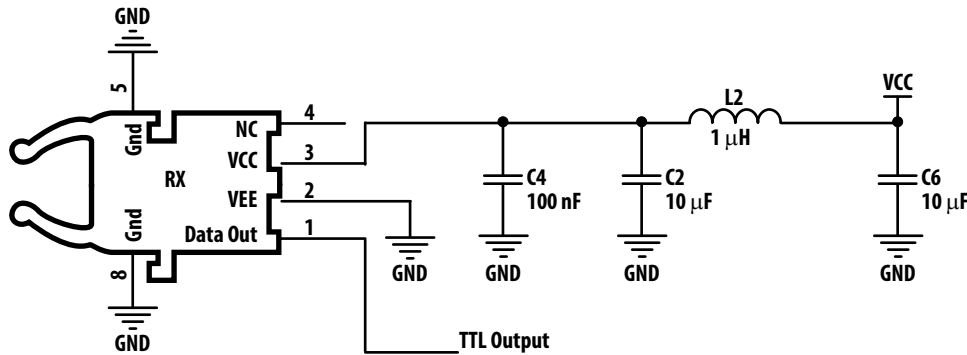 GND
5
Gnd
NC
4
VCC
3
RX
VEE
2
Data Out
1
Gnd
8
GND
GND
TTL Output
C4
100 nF
GND
C2
10 μF
GND
L2
1 μH
VCC
C6
10 μF
GND